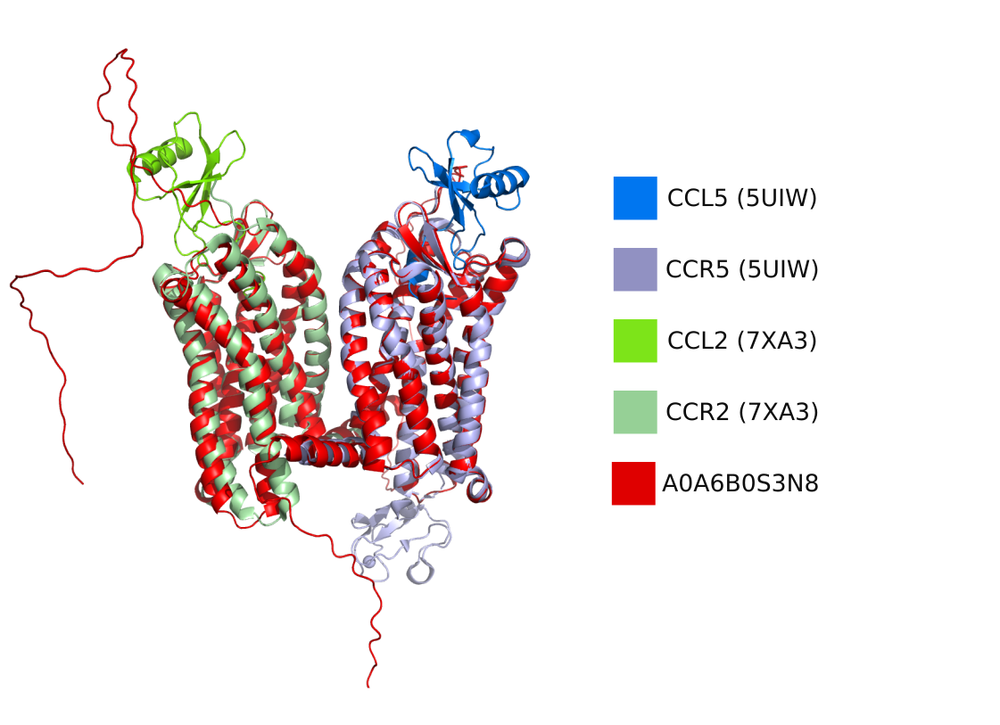 CCL5 (5UIW)
CCR5 (5UIW)
CCL2 (7XA3)
CCR2 (7XA3)
A0A6B0S3N8